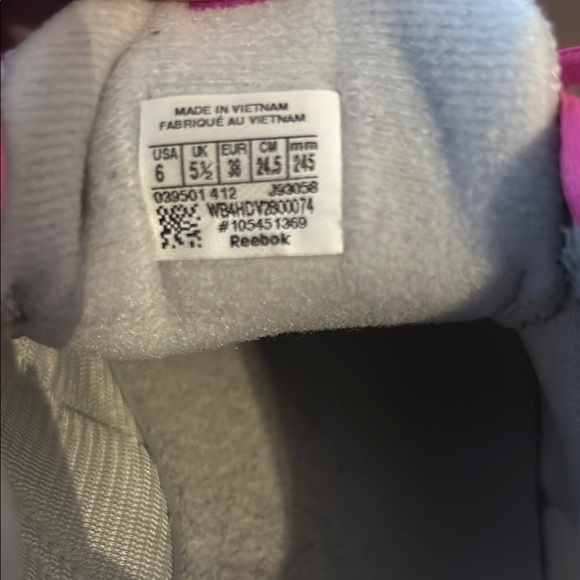 MADE IN VIETNAM
FABRIQUÉ AU VIETNAM
USA UK EUR CM mm
6 5½ 38 24.5 245
039501 412 J93058
WB4HDV2800074
#105451369
Reebok